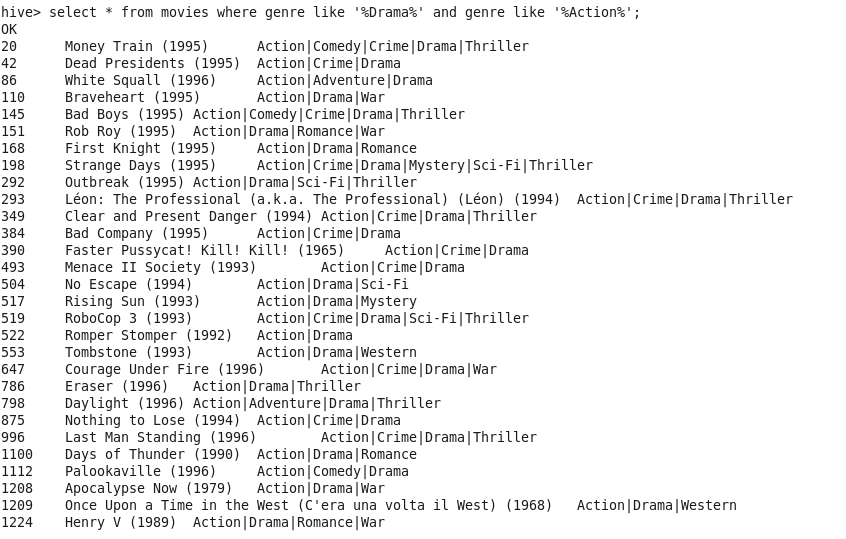 hive> select * from movies where genre like '%Drama%' and genre like '%Action%';
OK
20 Money Train (1995) Action|Comedy|Crime|Drama|Thriller
42 Dead Presidents (1995) Action|Crime|Drama
86 White Squall (1996) Action|Adventure|Drama
110 Braveheart (1995) Action|Drama|War
145 Bad Boys (1995) Action|Comedy|Crime|Drama|Thriller
151 Rob Roy (1995) Action|Drama|Romance|War
168 First Knight (1995) Action|Drama|Romance
198 Strange Days (1995) Action|Crime|Drama|Mystery|Sci-Fi|Thriller
292 Outbreak (1995) Action|Drama|Sci-Fi|Thriller
293 Léon: The Professional (a.k.a. The Professional) (Léon) (1994) Action|Crime|Drama|Thriller
349 Clear and Present Danger (1994) Action|Crime|Drama|Thriller
384 Bad Company (1995) Action|Crime|Drama
390 Faster Pussycat! Kill! Kill! (1965) Action|Crime|Drama
493 Menace II Society (1993) Action|Crime|Drama
504 No Escape (1994) Action|Drama|Sci-Fi
517 Rising Sun (1993) Action|Drama|Mystery
519 RoboCop 3 (1993) Action|Crime|Drama|Sci-Fi|Thriller
522 Romper Stomper (1992) Action|Drama
553 Tombstone (1993) Action|Drama|Western
647 Courage Under Fire (1996) Action|Crime|Drama|War
786 Eraser (1996) Action|Drama|Thriller
798 Daylight (1996) Action|Adventure|Drama|Thriller
875 Nothing to Lose (1994) Action|Crime|Drama
996 Last Man Standing (1996) Action|Crime|Drama|Thriller
1100 Days of Thunder (1990) Action|Drama|Romance
1112 Palookaville (1996) Action|Comedy|Drama
1208 Apocalypse Now (1979) Action|Drama|War
1209 Once Upon a Time in the West (C'era una volta il West) (1968) Action|Drama|Western
1224 Henry V (1989) Action|Drama|Romance|War